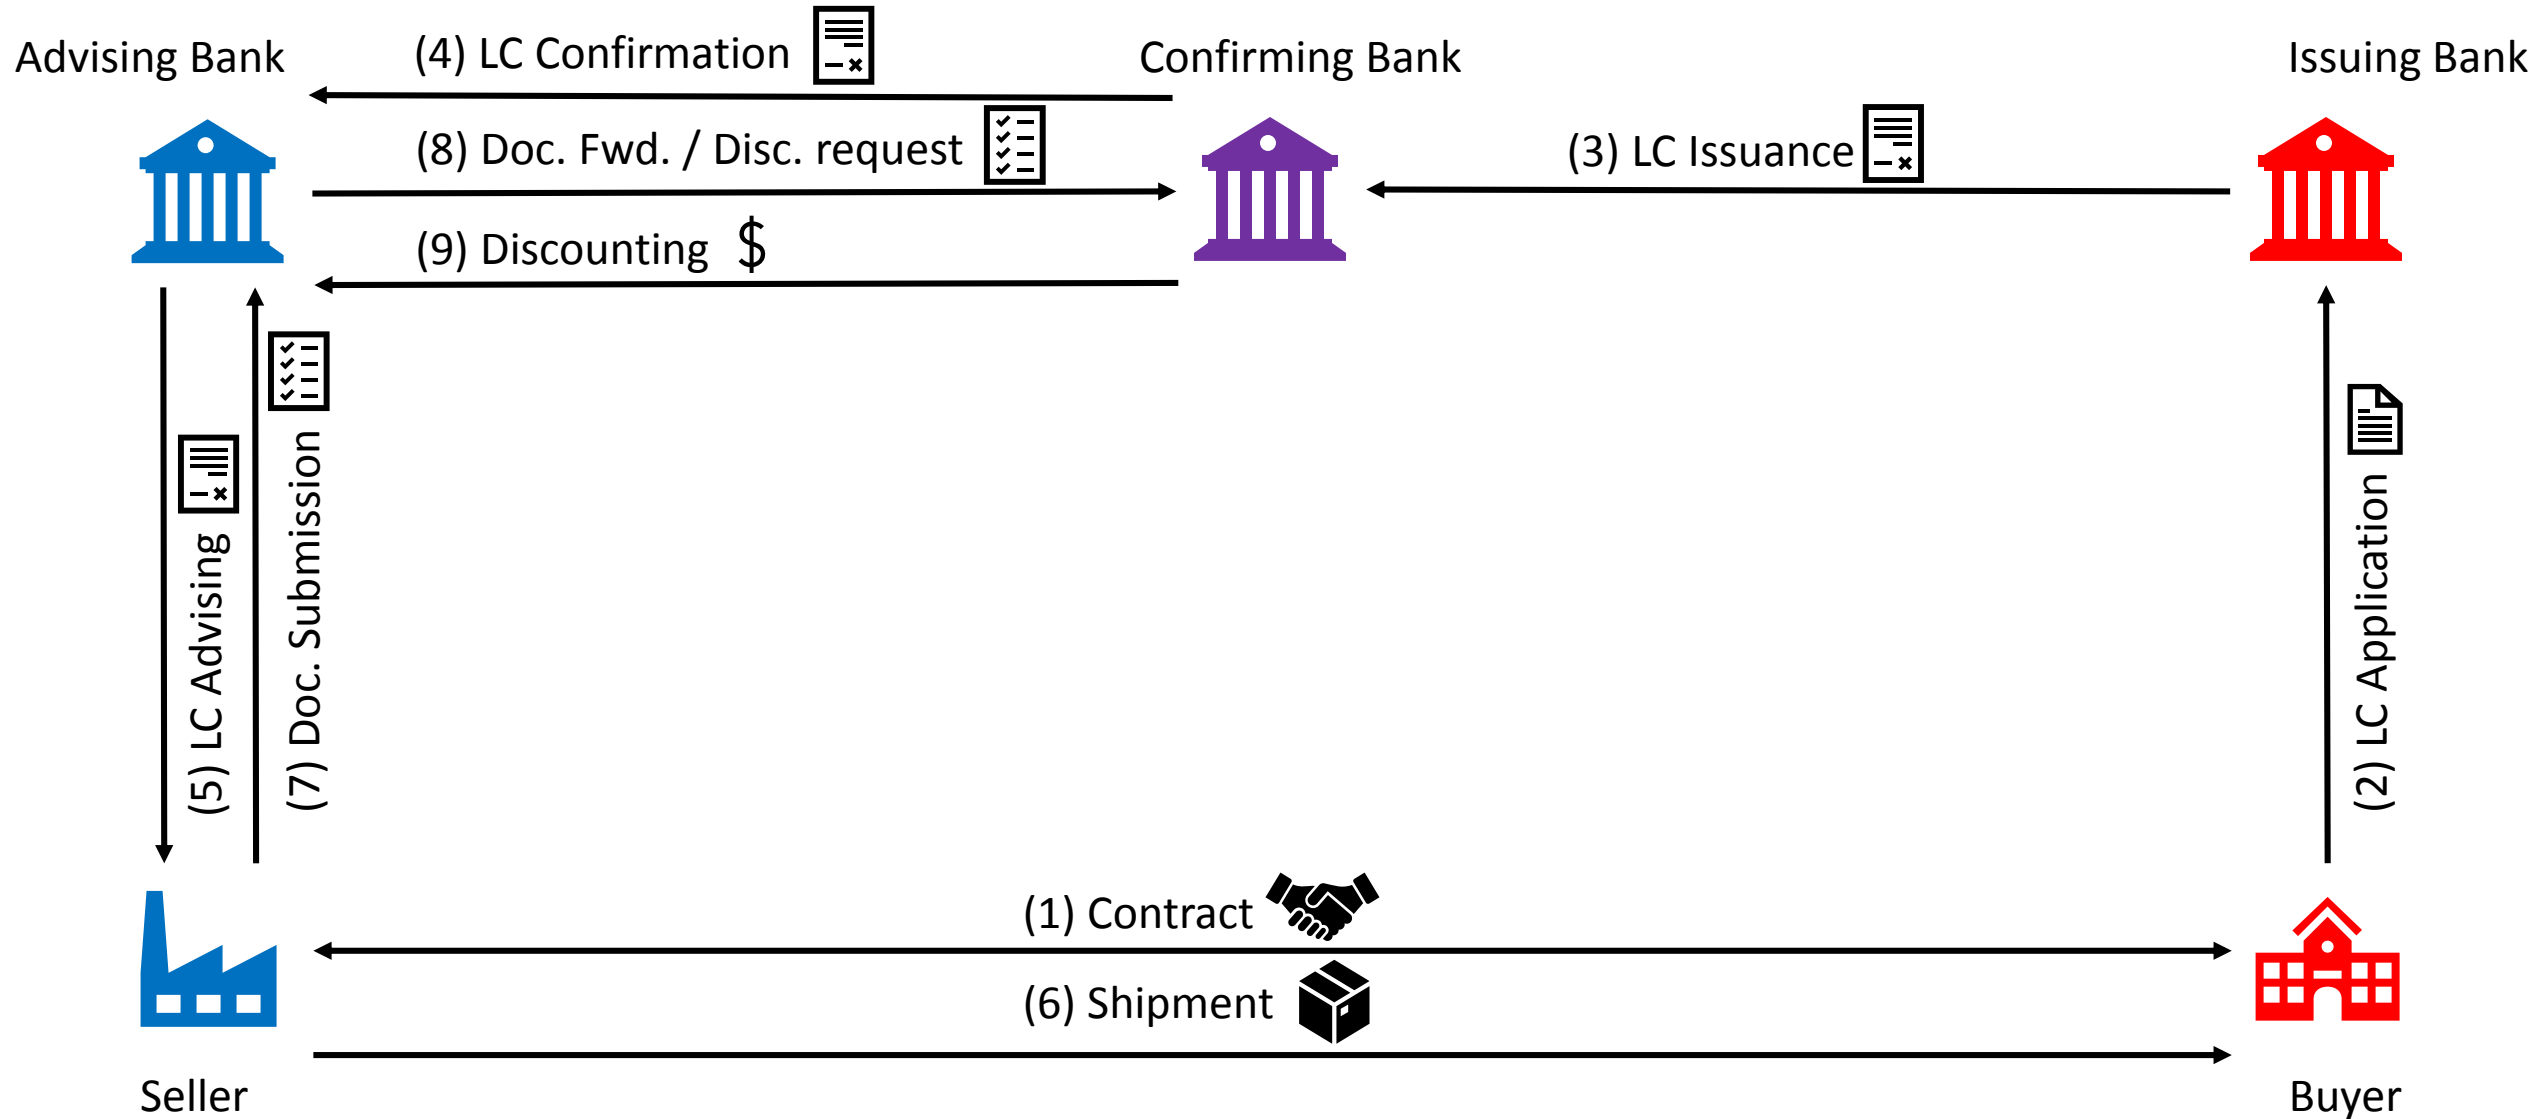 Advising Bank
(4) LC Confirmation
Confirming Bank
Issuing Bank
(8) Doc. Fwd. / Disc. request
(3) LC Issuance
(9) Discounting $
(5) LC Advising
(7) Doc. Submission
(2) LC Application
(1) Contract
(6) Shipment
Seller
Buyer